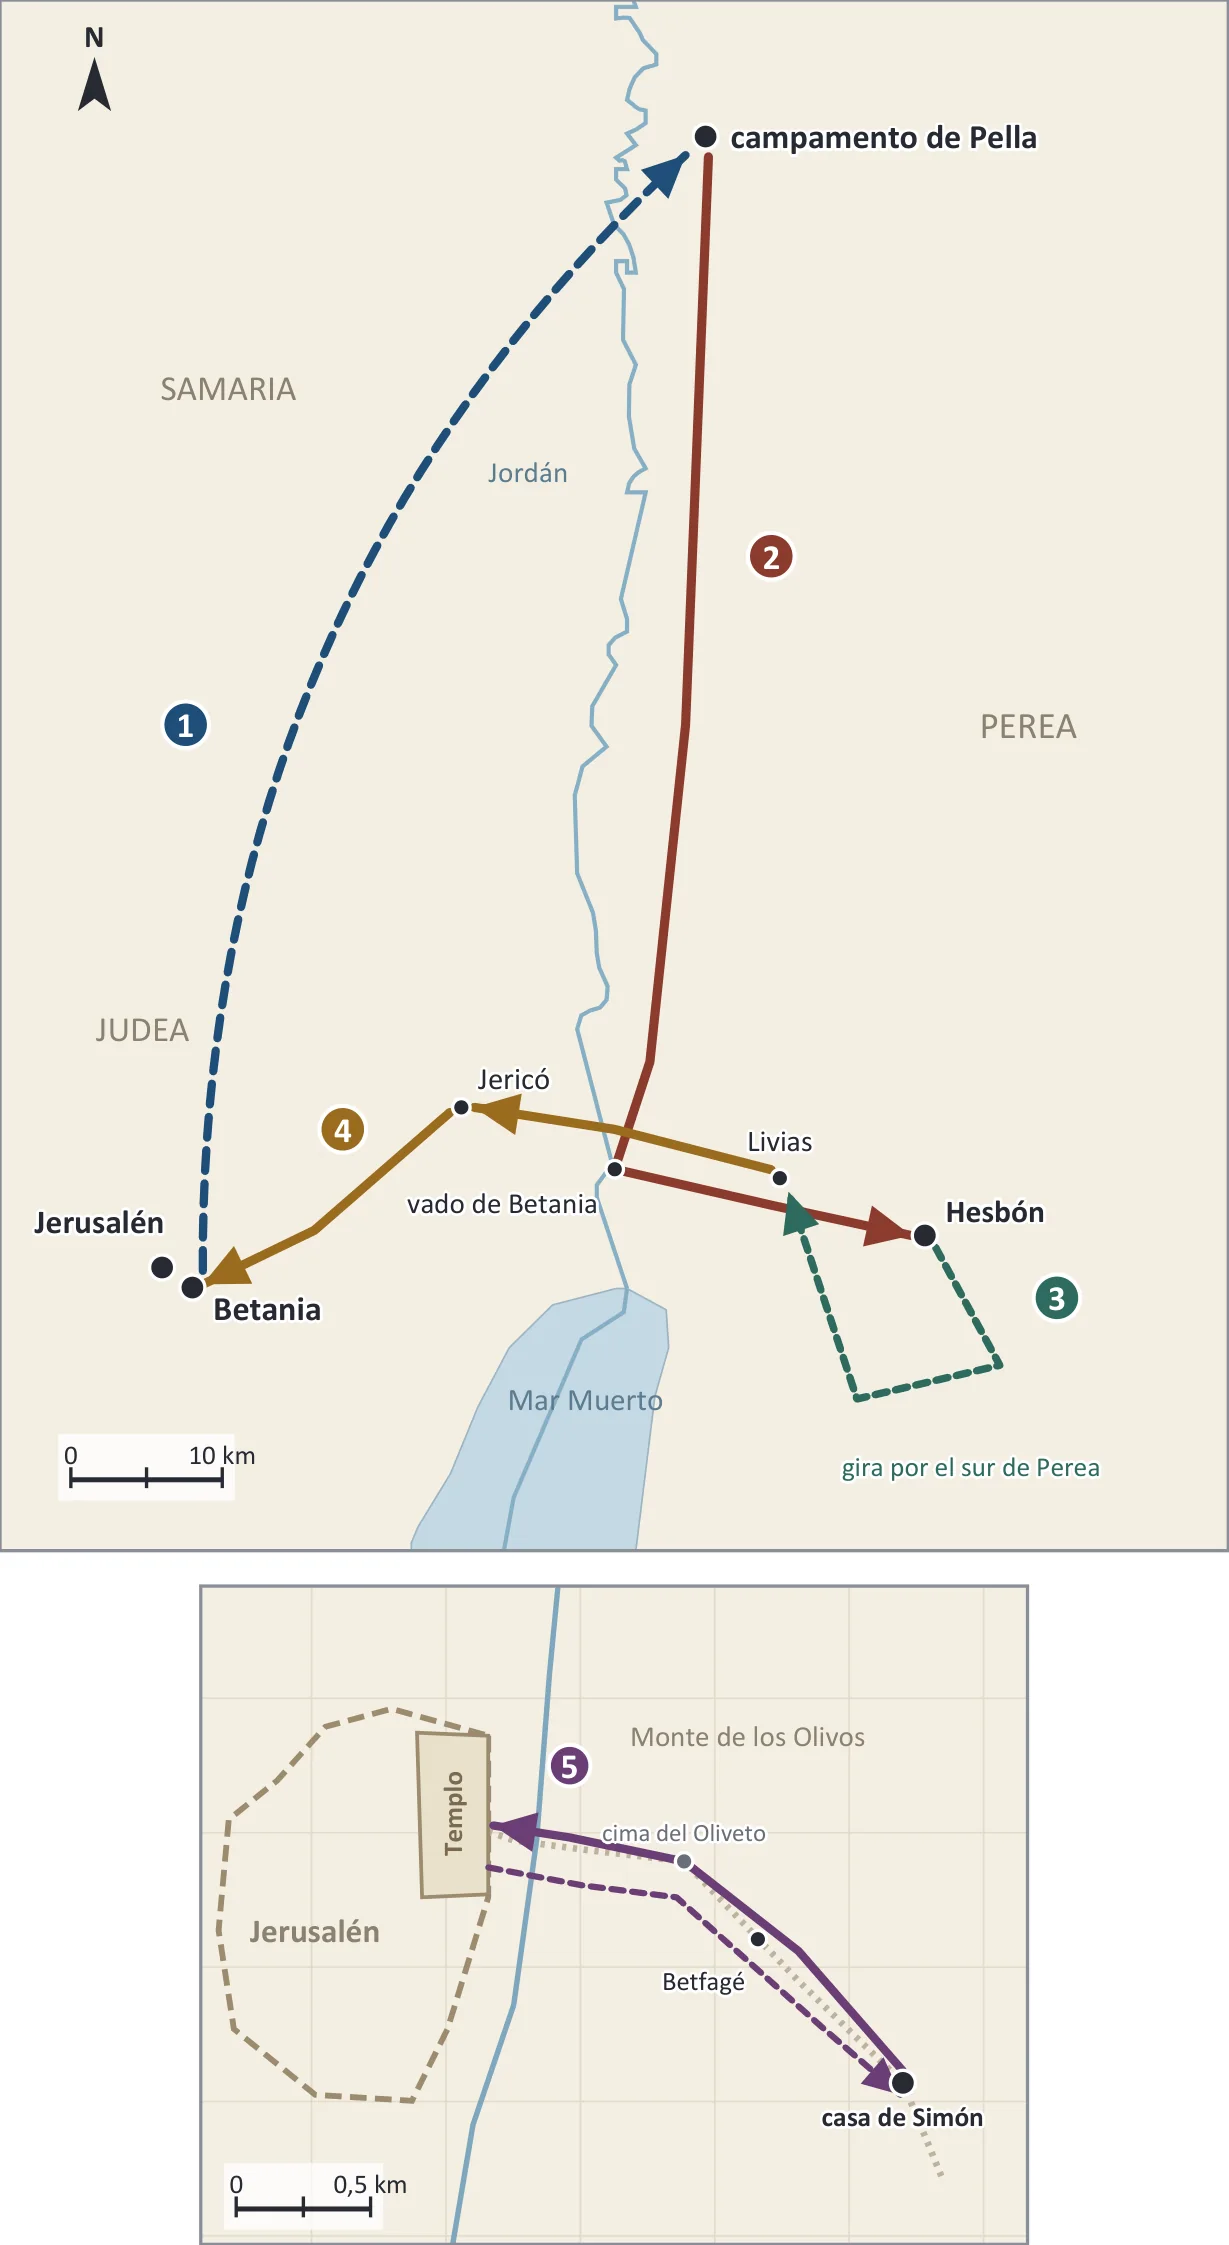 N
campamento de Pella
SAMARIA
Jordán
2
1
PEREA
JUDEA
Jericó
4
Livias
vado de Betania
Hesbón
Jerusalén
3
Betania
Mar Muerto
0 10 km
gira por el sur de Perea
Monte de los Olivos
5
Templo
cima del Oliveto
Jerusalén
Betfagé
casa de Simón
0 0,5 km